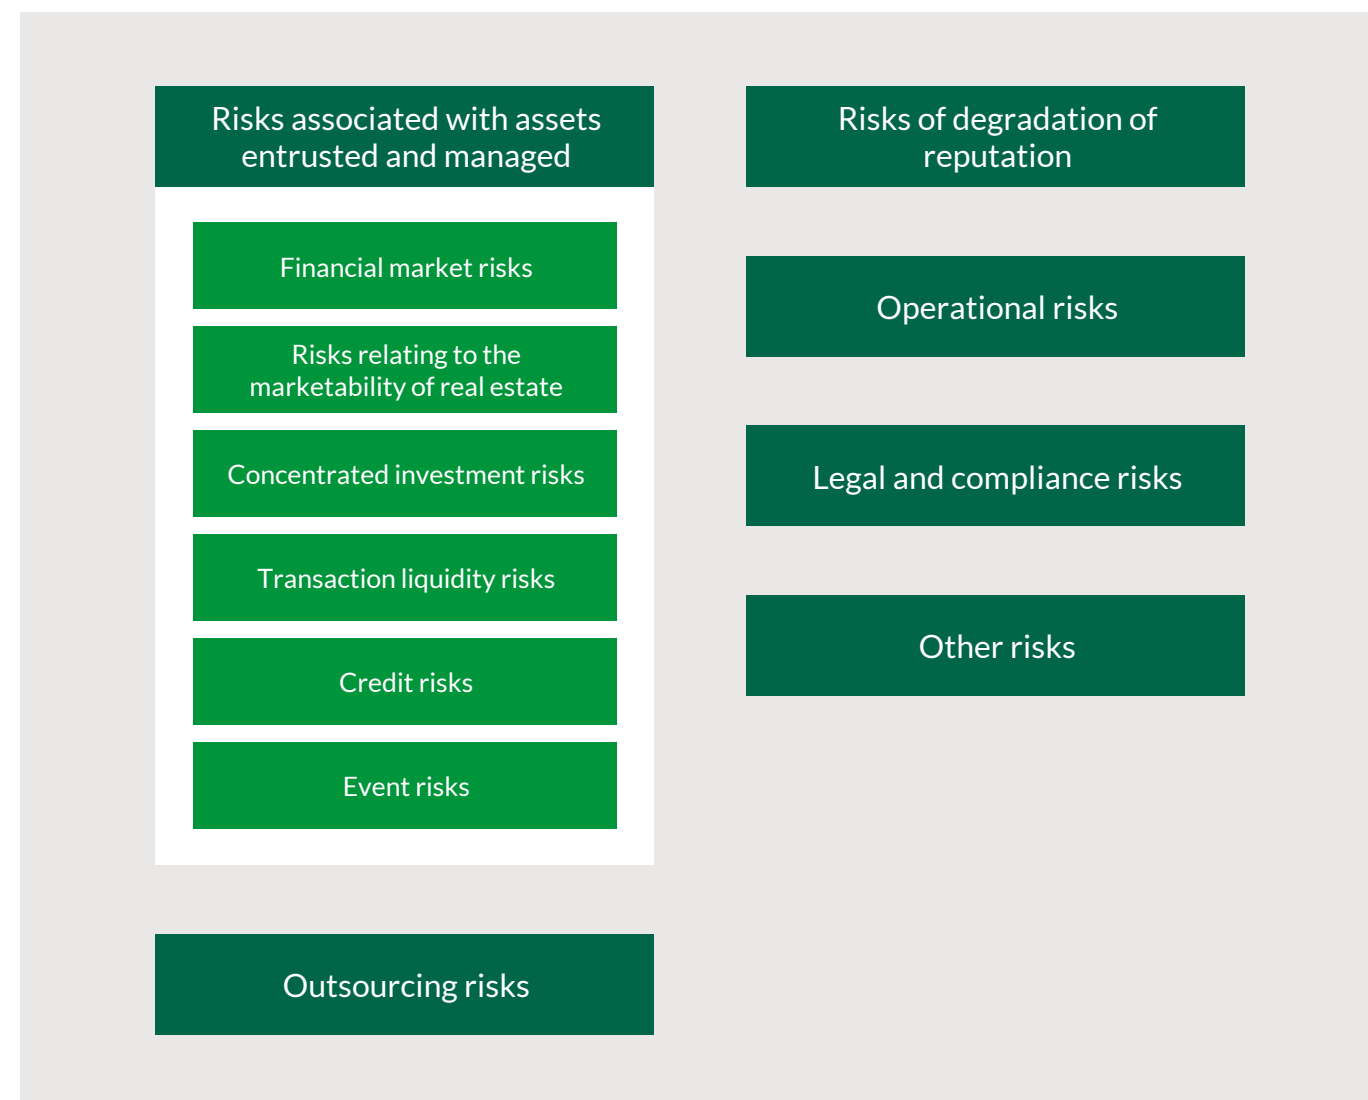 Risks associated with assets
entrusted and managed
Financial market risks
Risks relating to the
marketability of real estate
Concentrated investment risks
Transaction liquidity risks
Credit risks
Event risks
Outsourcing risks
Risks of degradation of
reputation
Operational risks
Legal and compliance risks
Other risks